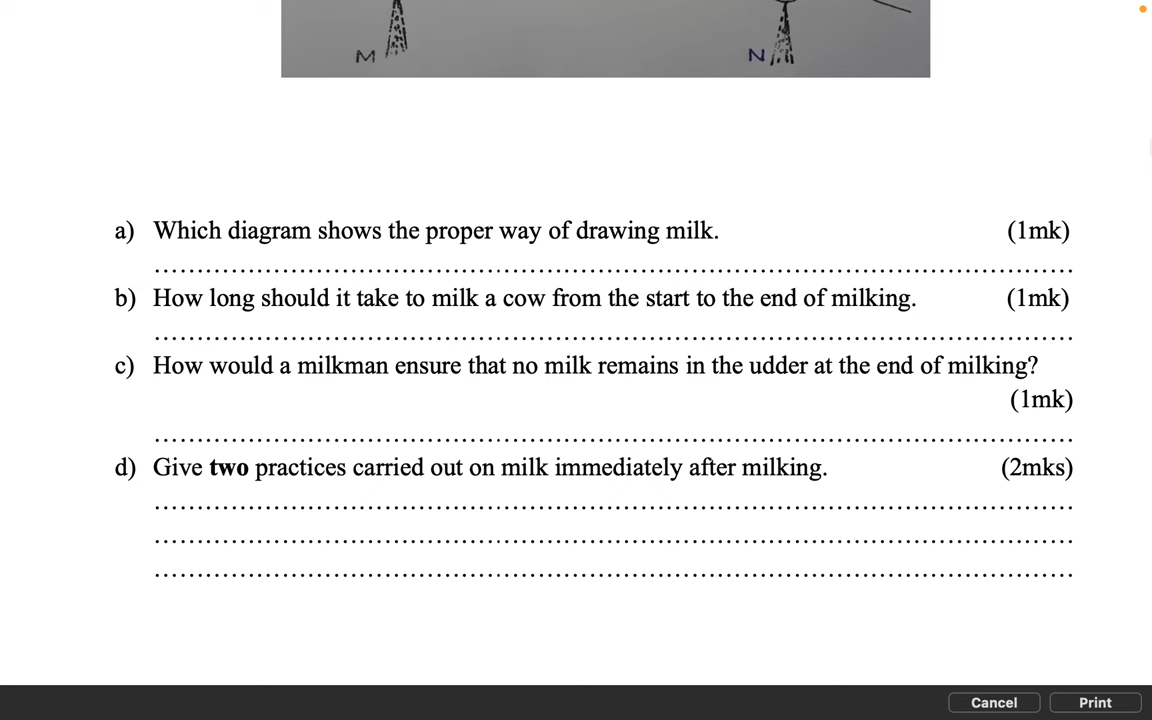 M N
a) Which diagram shows the proper way of drawing milk. (1mk)
........................................................................................................
b) How long should it take to milk a cow from the start to the end of milking. (1mk)
........................................................................................................
c) How would a milkman ensure that no milk remains in the udder at the end of milking?
(1mk)
........................................................................................................
d) Give two practices carried out on milk immediately after milking. (2mks)
........................................................................................................
........................................................................................................
........................................................................................................
Cancel Print